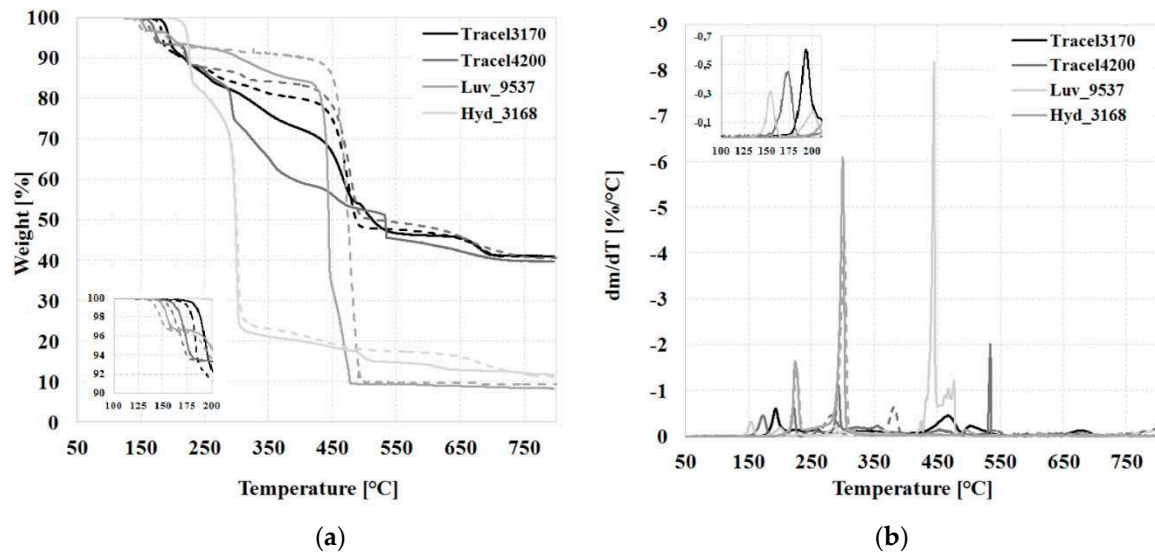 100
90
80
70
60
50
40
30
20
10
0
Weight [%]
Tracel3170
Tracel4200
Luv_9537
Hyd_3168
100
98
96
94
92
90
100 125 150 175 200
50 150 250 350 450 550 650 750
Temperature [°C]
(a)
-9
-8
-7
-6
-5
-4
-3
-2
-1
0
dm/dT [%/°C]
-0,7
-0,5
-0,3
-0,1
100 125 150 175 200
Tracel3170
Tracel4200
Luv_9537
Hyd_3168
50 150 250 350 450 550 650 750
Temperature [°C]
(b)